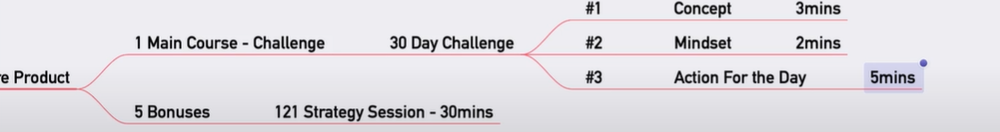 #1 Concept 3mins
1 Main Course - Challenge 30 Day Challenge #2 Mindset 2mins
e Product #3 Action For the Day 5mins
5 Bonuses 121 Strategy Session - 30mins